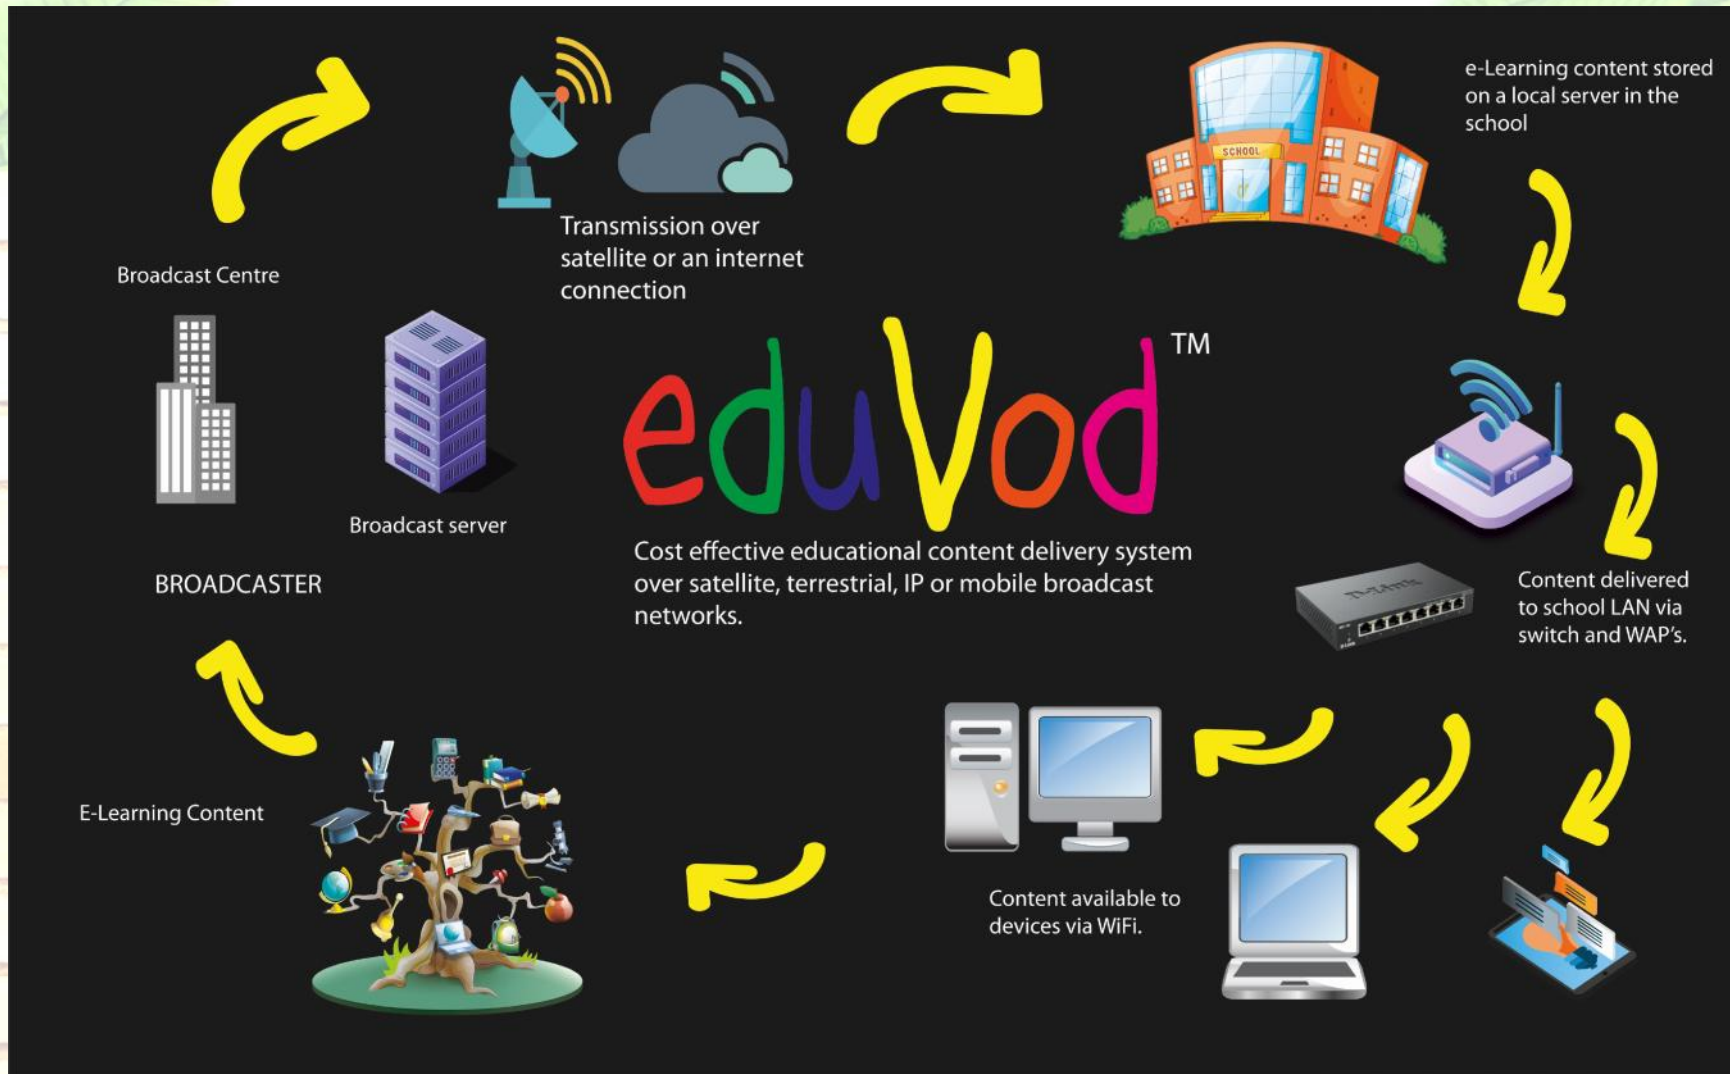 e-Learning content stored
on a local server in the
school
SCHOOL
Transmission over
satellite or an internet
connection
Broadcast Centre
TM
eduVod
Broadcast server
Cost effective educational content delivery system
over satellite, terrestrial, IP or mobile broadcast
networks.
BROADCASTER
D-Link
Content delivered
to school LAN via
switch and WAP's.
E-Learning Content
Content available to
devices via WiFi.